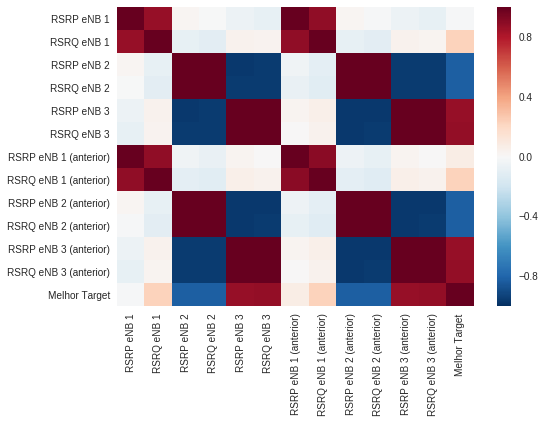 RSRP eNB 1
RSRQ eNB 1
RSRP eNB 2
RSRQ eNB 2
RSRP eNB 3
RSRQ eNB 3
RSRP eNB 1 (anterior)
RSRQ eNB 1 (anterior)
RSRP eNB 2 (anterior)
RSRQ eNB 2 (anterior)
RSRP eNB 3 (anterior)
RSRQ eNB 3 (anterior)
Melhor Target
RSRP eNB 1
RSRQ eNB 1
RSRP eNB 2
RSRQ eNB 2
RSRP eNB 3
RSRQ eNB 3
RSRP eNB 1 (anterior)
RSRQ eNB 1 (anterior)
RSRP eNB 2 (anterior)
RSRQ eNB 2 (anterior)
RSRP eNB 3 (anterior)
RSRQ eNB 3 (anterior)
Melhor Target
0.8
0.4
0.0
−0.4
−0.8